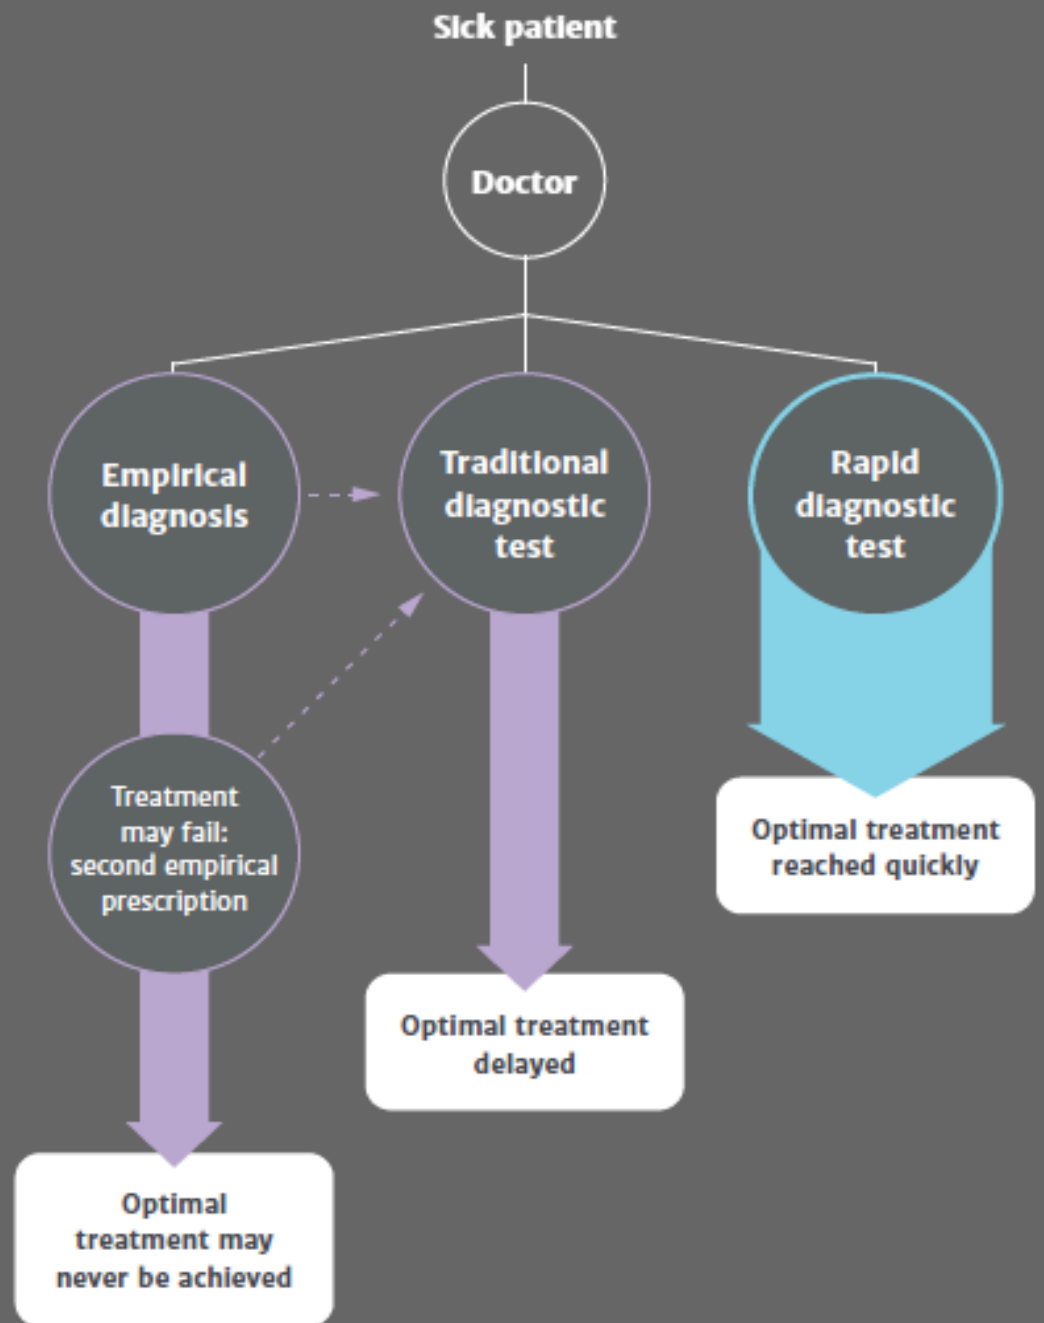 Sick patient
Doctor
Empirical
diagnosis
Traditional
diagnostic
test
Rapid
diagnostic
test
Treatment
may fail:
second empirical
prescription
Optimal treatment
reached quickly
Optimal treatment
delayed
Optimal
treatment may
never be achieved